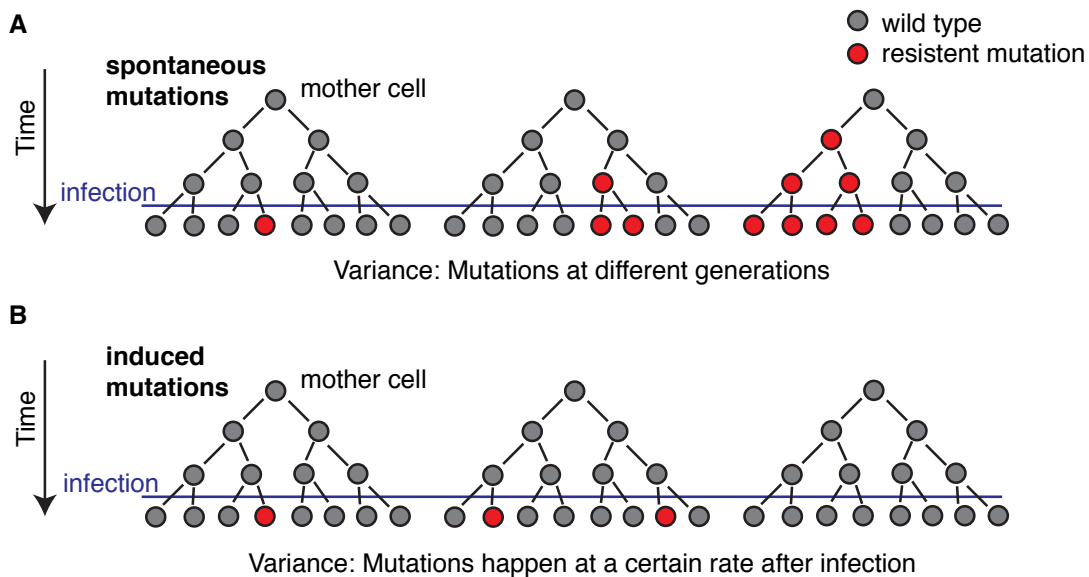 A
wild type
resistent mutation
spontaneous
mutations
mother cell
Time
infection
Variance: Mutations at different generations
B
induced
mutations
mother cell
Time
infection
Variance: Mutations happen at a certain rate after infection